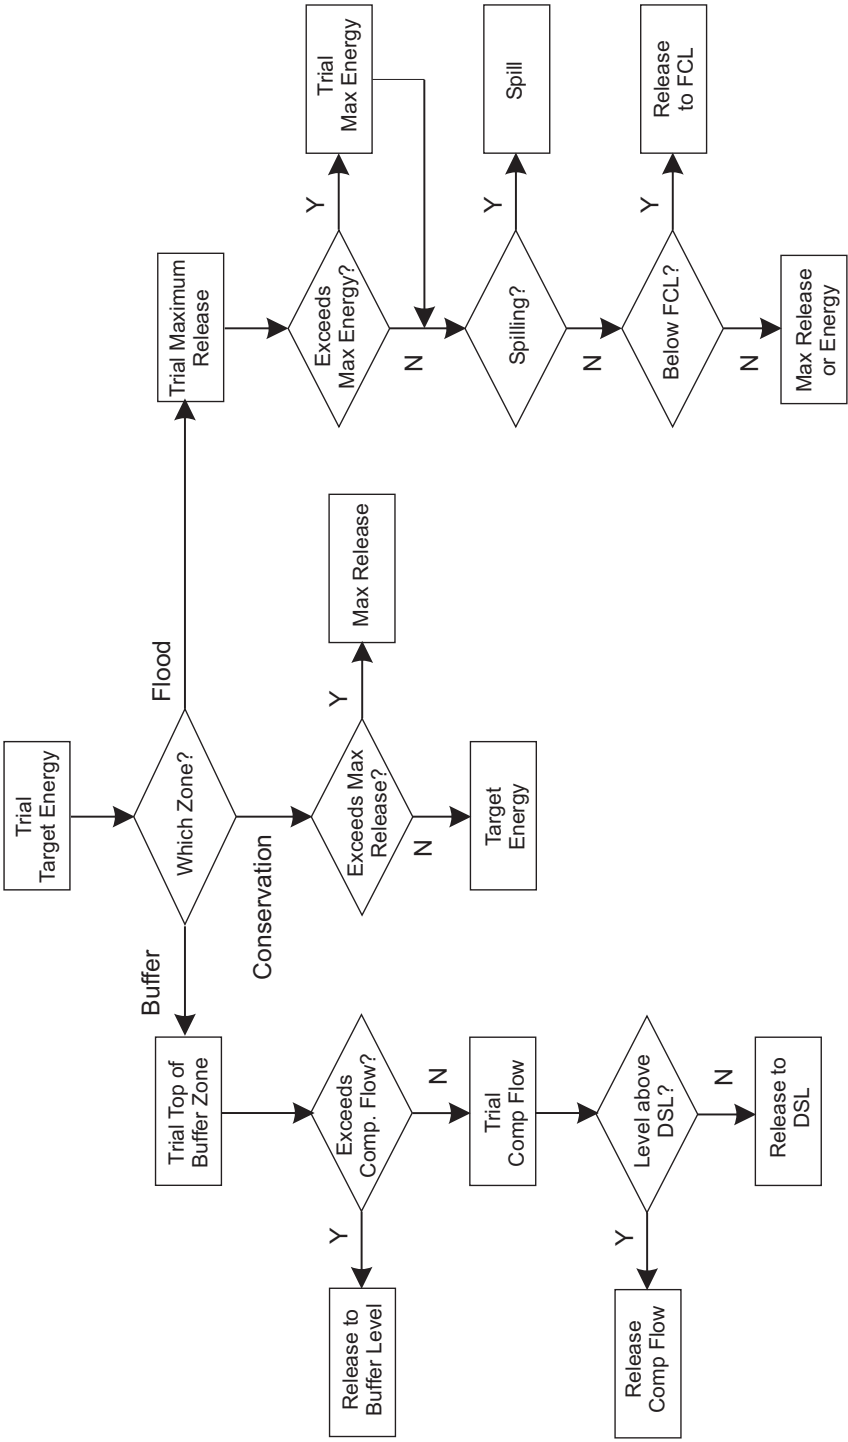 Trial
Target Energy
Which Zone?
Buffer
Flood
Conservation
Trial Top of
Buffer Zone
Exceeds
Comp. Flow?
Y
N
Release to
Buffer Level
Trial
Comp Flow
Level above
DSL?
Y
N
Release
Comp Flow
Release to
DSL
Exceeds Max
Release?
Y
N
Max Release
Target
Energy
Trial Maximum
Release
Exceeds
Max Energy?
Y
N
Trial
Max Energy
Spilling?
Y
N
Spill
Below FCL?
Y
N
Release
to FCL
Max Release
or Energy